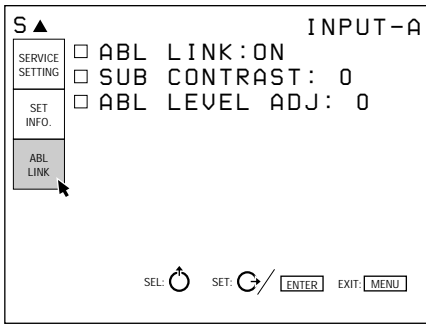 S▲ INPUT-A
SERVICE SETTING
SET INFO.
ABL LINK
□ ABL LINK:ON
□ SUB CONTRAST: 0
□ ABL LEVEL ADJ: 0
SEL: SET: / ENTER EXIT: MENU